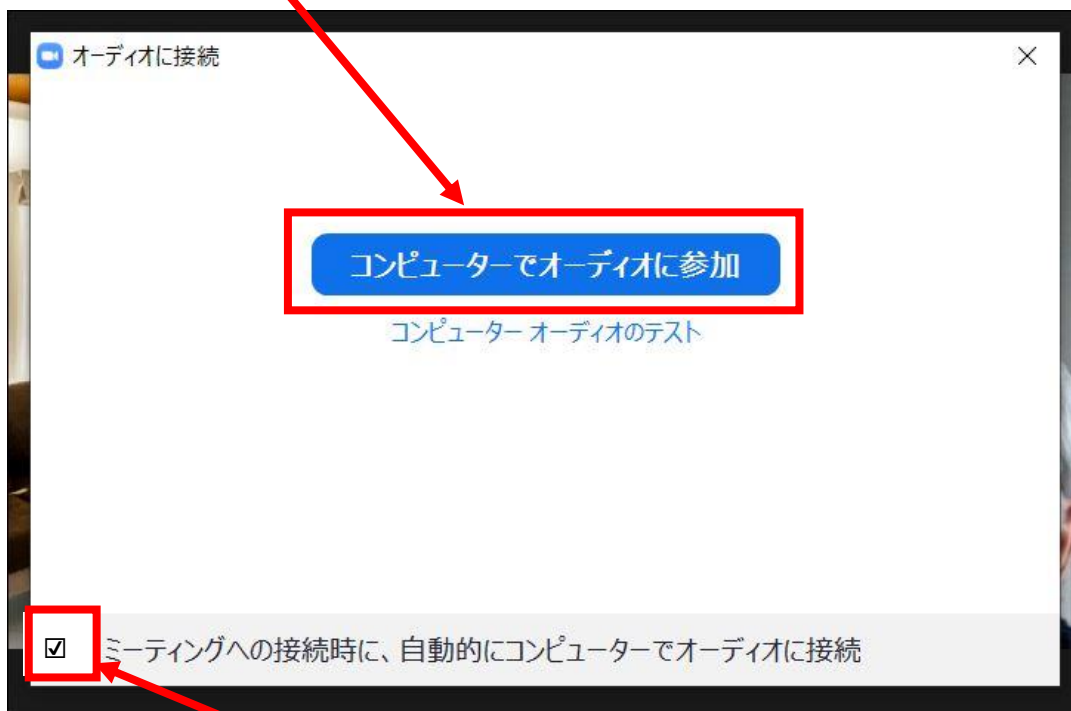 オーディオに接続
コンピューターでオーディオに参加
コンピューター オーディオのテスト
ミーティングへの接続時に、自動的にコンピューターでオーディオに接続